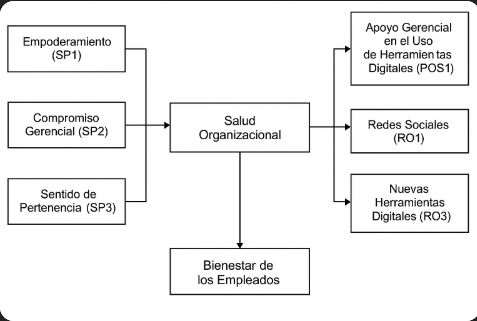 Empoderamiento
(SP1)
Compromiso
Gerencial (SP2)
Sentido de
Pertenencia (SP3)
Salud
Organizacional
Bienestar de
los Empleados
Apoyo Gerencial
en el Uso
de Herramien tas
Digitales (POS1)
Redes Sociales
(RO1)
Nuevas
Herramientas
Digitales (RO3)